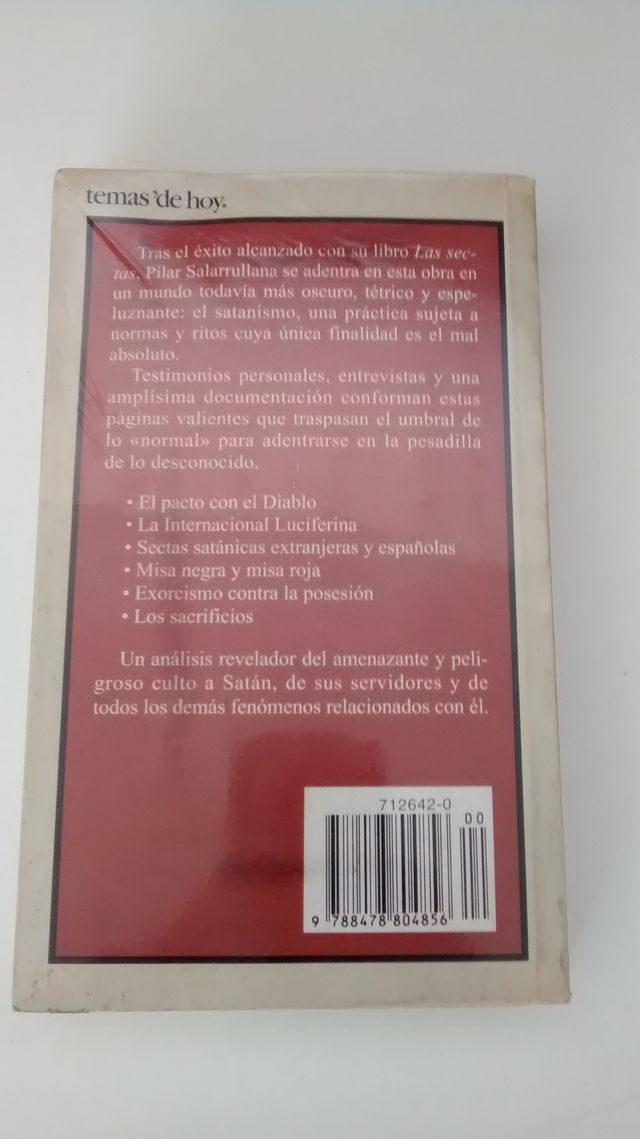 temas'de hoy.
Tras el éxito alcanzado con su libro Las sec-
tas, Pilar Salarrullana se adentra en esta obra en
un mundo todavía más oscuro, tétrico y espe-
luznante: el satanismo, una práctica sujeta a
normas y ritos cuya única finalidad es el mal
absoluto.
Testimonios personales, entrevistas y una
amplísima documentación conforman estas
páginas valientes que traspasan el umbral de
lo «normal» para adentrarse en la pesadilla
de lo desconocido.
• El pacto con el Diablo
• La Internacional Luciferina
• Sectas satánicas extranjeras y españolas
• Misa negra y misa roja
• Exorcismo contra la posesión
• Los sacrificios
Un análisis revelador del amenazante y peli-
groso culto a Satán, de sus servidores y de
todos los demás fenómenos relacionados con él.
712642-0
00
9 788478 804856